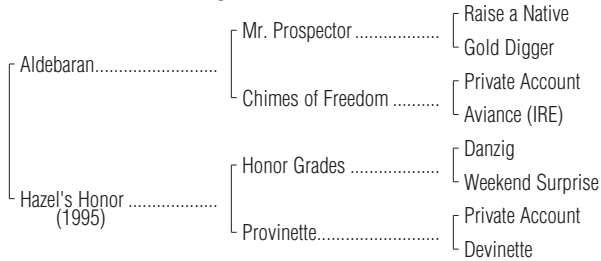 Raise a Native
Mr. Prospector ..................
Gold Digger
Aldebaran..........................
Private Account
Chimes of Freedom ..........
Aviance (IRE)
Danzig
Honor Grades ...................
Weekend Surprise
Hazel's Honor ...................
(1995)
Private Account
Provinette..........................
Devinette